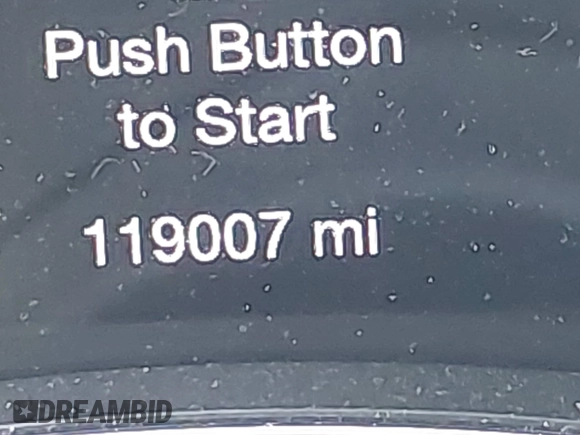 Push Button
to Start
119007 mi
DREAMBID